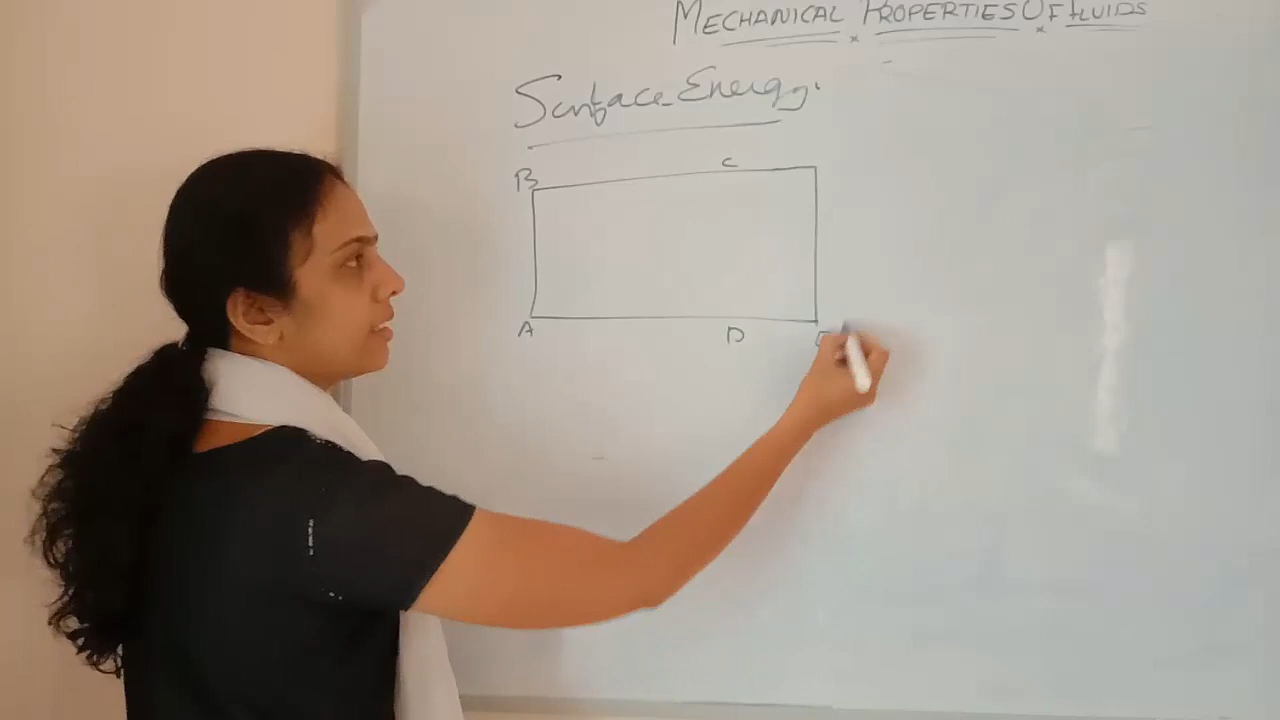 MECHANICAL PROPERTIES OF FLUIDS
Surface Energy.
B C
A D